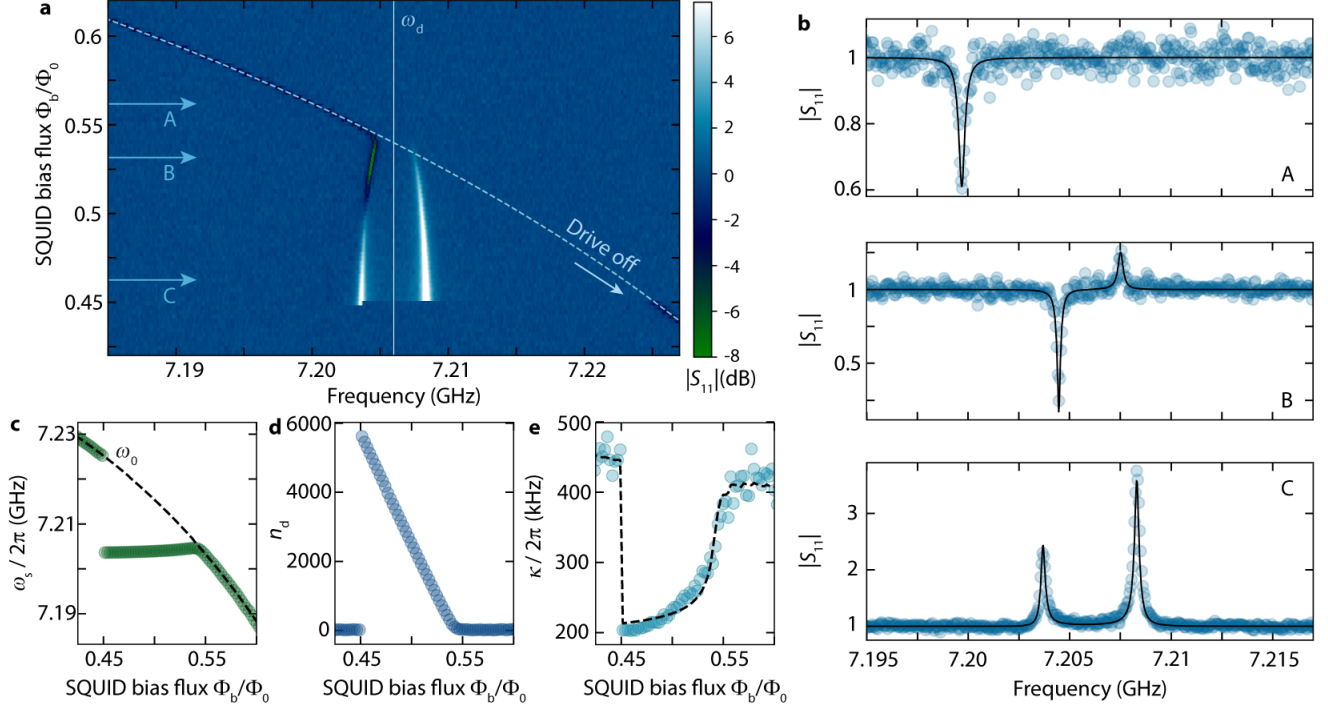 a
SQUID bias flux Φb/Φ0
0.6
0.55
0.5
0.45
A
B
C
ωd
Drive off
7.19
7.20
7.21
7.22
Frequency (GHz)
6
4
2
0
-2
-4
-6
-8
|S11|(dB)
b
|S11|
1
0.8
0.6
A
|S11|
1
0.5
B
|S11|
3
2
1
C
7.195
7.20
7.205
7.21
7.215
Frequency (GHz)
c
ωs / 2π (GHz)
7.23
7.21
7.19
ω0
0.45
0.55
SQUID bias flux Φb/Φ0
d
nd
6000
4000
2000
0
0.45
0.55
SQUID bias flux Φb/Φ0
e
κ / 2π (kHz)
500
400
300
200
0.45
0.55
SQUID bias flux Φb/Φ0